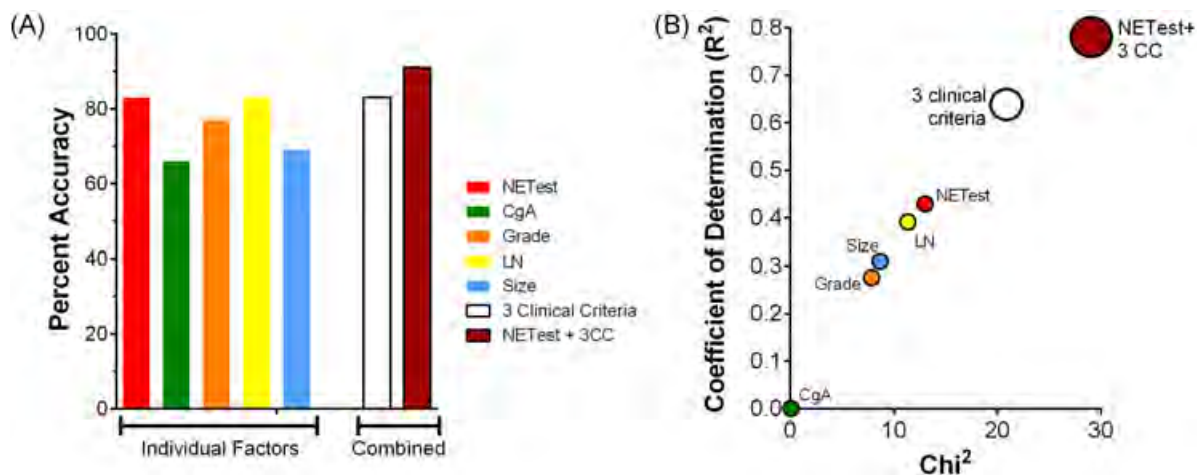 (A)
Percent Accuracy
100
80
60
40
20
0
Individual Factors
Combined
NETest
CgA
Grade
LN
Size
3 Clinical Criteria
NETest + 3CC
(B)
Coefficient of Determination (R²)
0.8
0.7
0.6
0.5
0.4
0.3
0.2
0.1
0.0
NETest+
3 CC
3 clinical
criteria
NETest
LN
Size
Grade
CgA
0
10
20
30
Chi²